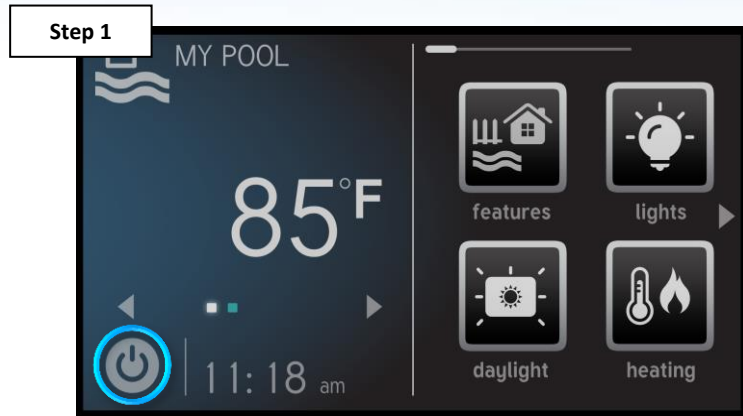 Step 1
MY POOL
85°F
11:18 am
features
lights
daylight
heating